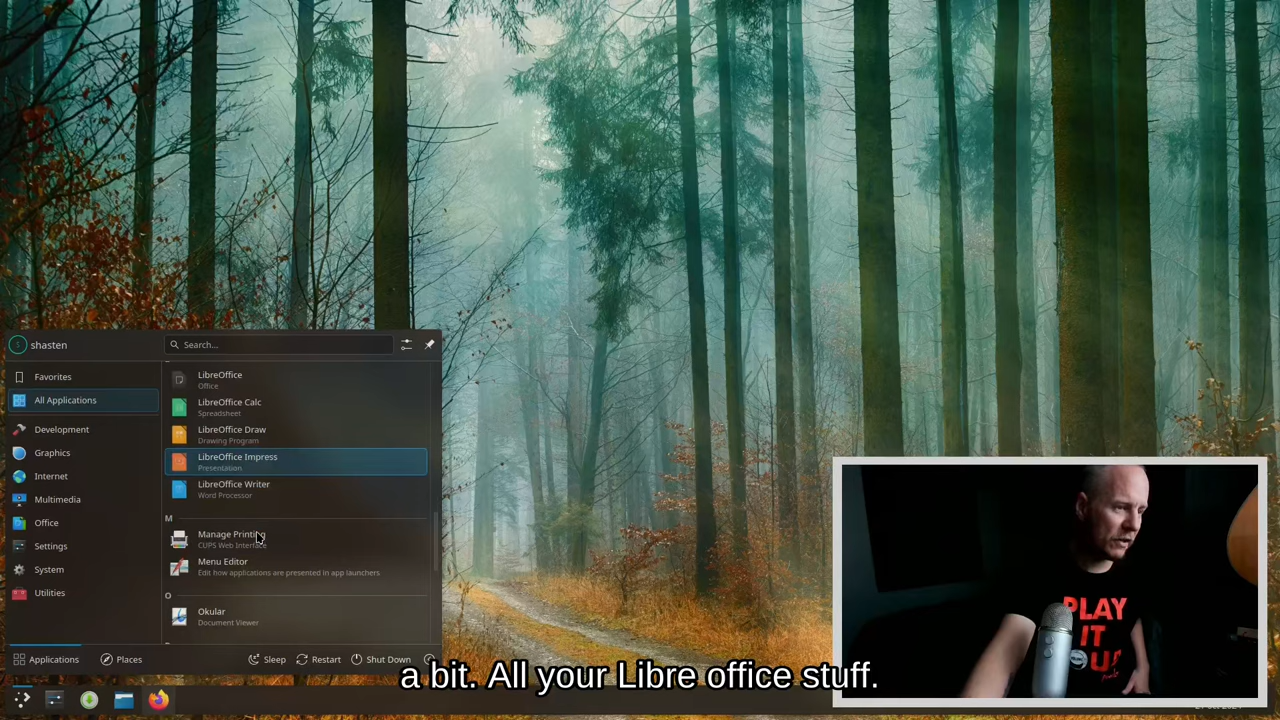 shasten
Search...
Favorites
All Applications
Development
Graphics
Internet
Multimedia
Office
Settings
System
Utilities
LibreOffice
Office
LibreOffice Calc
Spreadsheet
LibreOffice Draw
Drawing Program
LibreOffice Impress
Presentation
LibreOffice Writer
Word Processor
M
Manage Printing
CUPS Web Interface
Menu Editor
Edit how applications are presented in app launchers
O
Okular
Document Viewer
Applications
Places
Sleep
Restart
Shut Down
PLAY
IT
a bit. All your Libre office stuff.